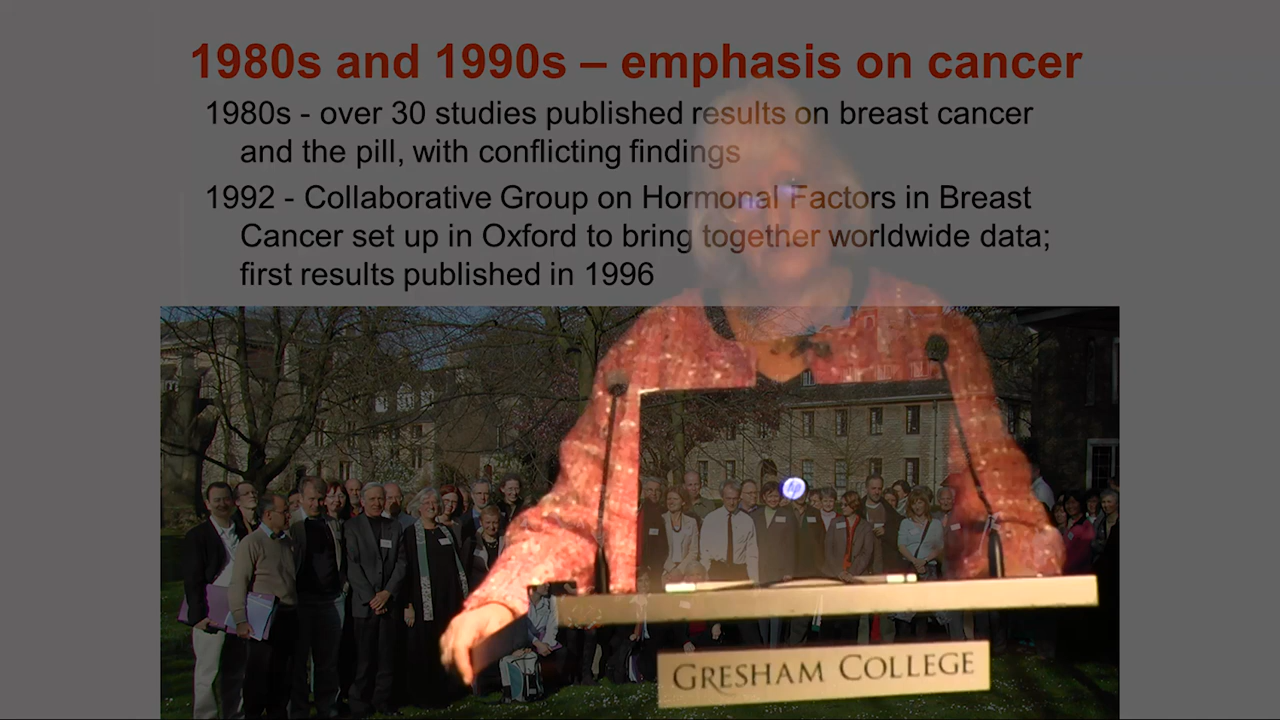 1980s and 1990s – emphasis on cancer
1980s - over 30 studies published results on breast cancer
and the pill, with conflicting findings
1992 - Collaborative Group on Hormonal Factors in Breast
Cancer set up in Oxford to bring together worldwide data;
first results published in 1996
hp
GRESHAM COLLEGE